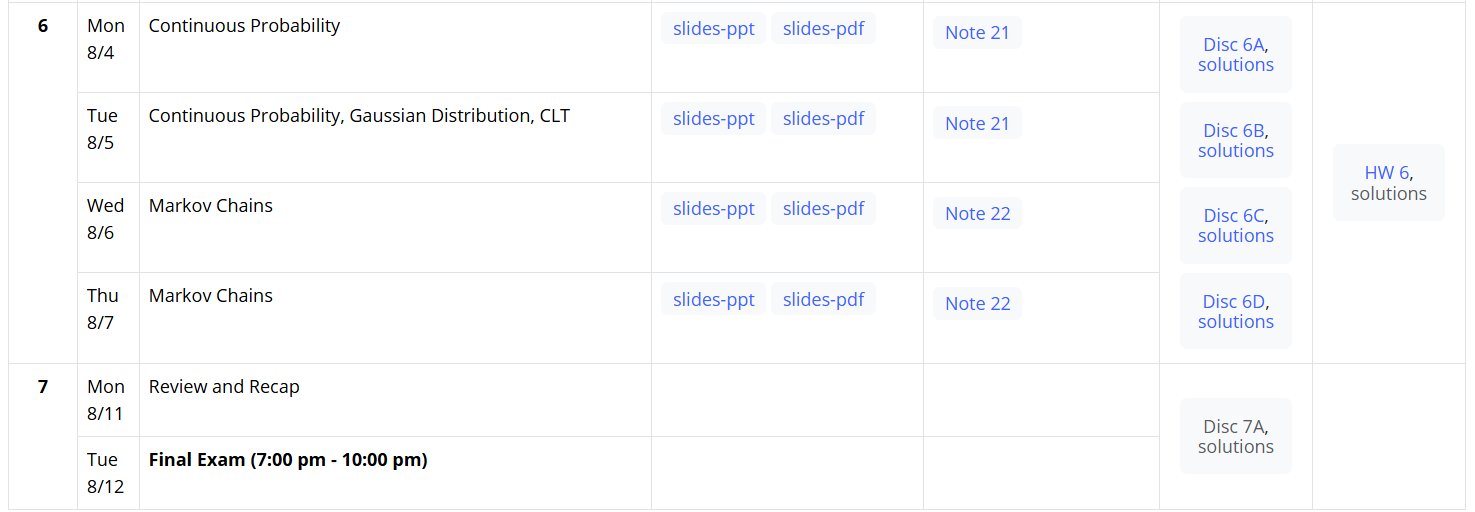 6
Mon
8/4
Continuous Probability
slides-ppt slides-pdf
Note 21
Disc 6A,
solutions
Tue
8/5
Continuous Probability, Gaussian Distribution, CLT
slides-ppt slides-pdf
Note 21
Disc 6B,
solutions
HW 6,
solutions
Wed
8/6
Markov Chains
slides-ppt slides-pdf
Note 22
Disc 6C,
solutions
Thu
8/7
Markov Chains
slides-ppt slides-pdf
Note 22
Disc 6D,
solutions
7
Mon
8/11
Review and Recap
Disc 7A,
solutions
Tue
8/12
Final Exam (7:00 pm - 10:00 pm)